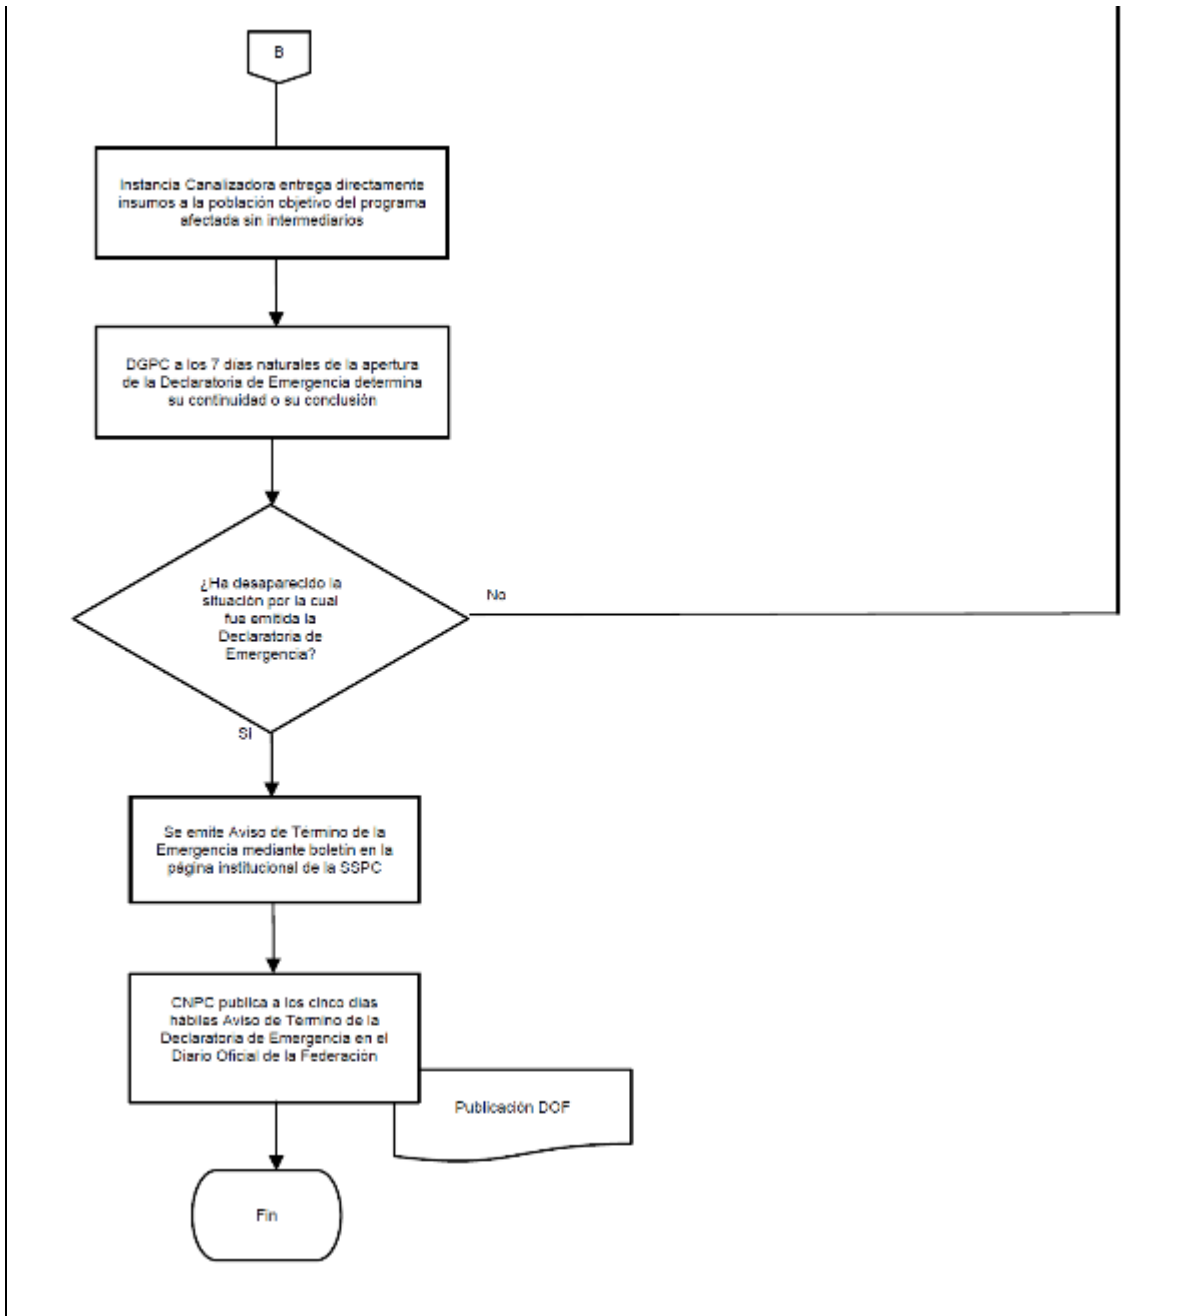 B
Instancia Canalizadora entrega directamente
insumos a la población objetivo del programa
afectada sin intermediarios
DGPC a los 7 días naturales de la apertura
de la Declaratoria de Emergencia determina
su continuidad o su conclusión
¿Ha desaparecido la
situación por la cual
fue emitida la
Declaratoria de
Emergencia?
No
Si
Se emite Aviso de Término de la
Emergencia mediante boletín en la
página institucional de la SSPC
CNPC publica a los cinco días
hábiles Aviso de Término de la
Declaratoria de Emergencia en el
Diario Oficial de la Federación
Publicación DOF
Fin